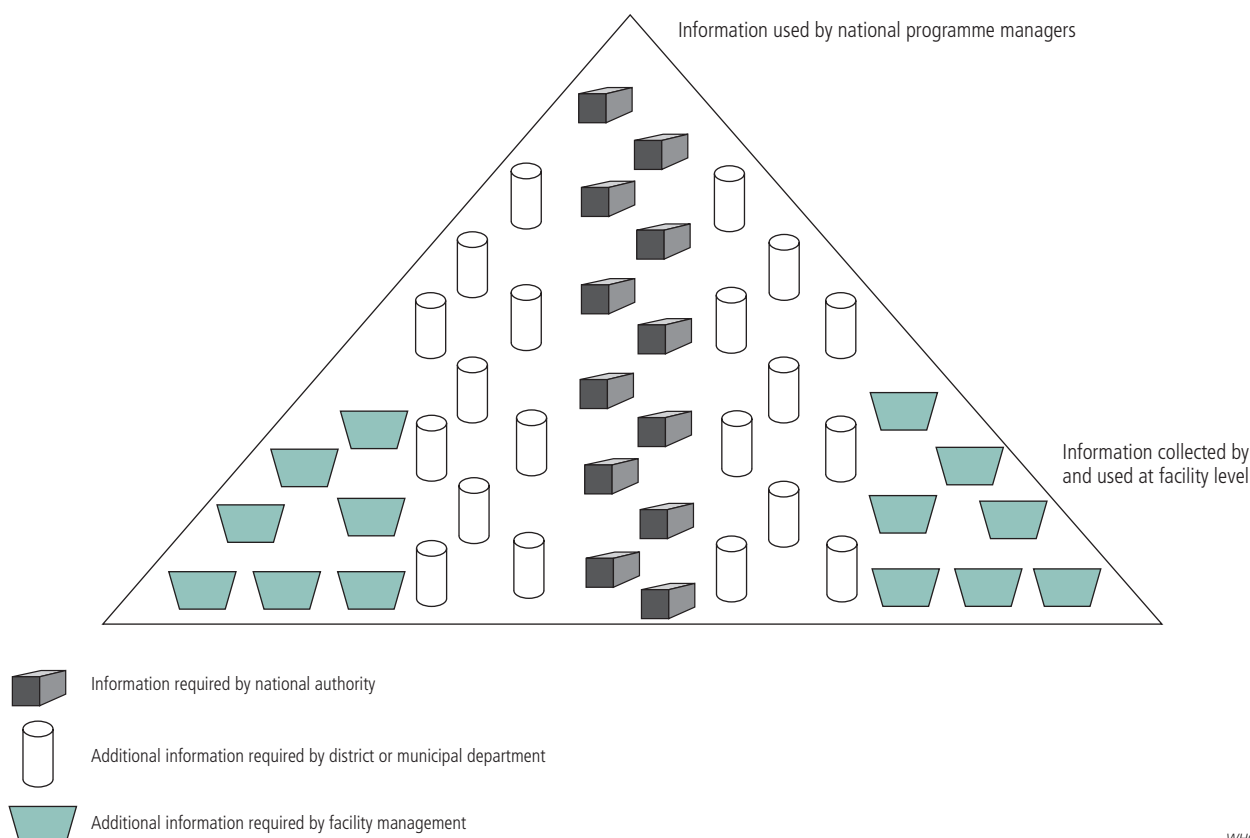 Information used by national programme managers
Information collected by
and used at facility level
Information required by national authority
Additional information required by district or municipal department
Additional information required by facility management